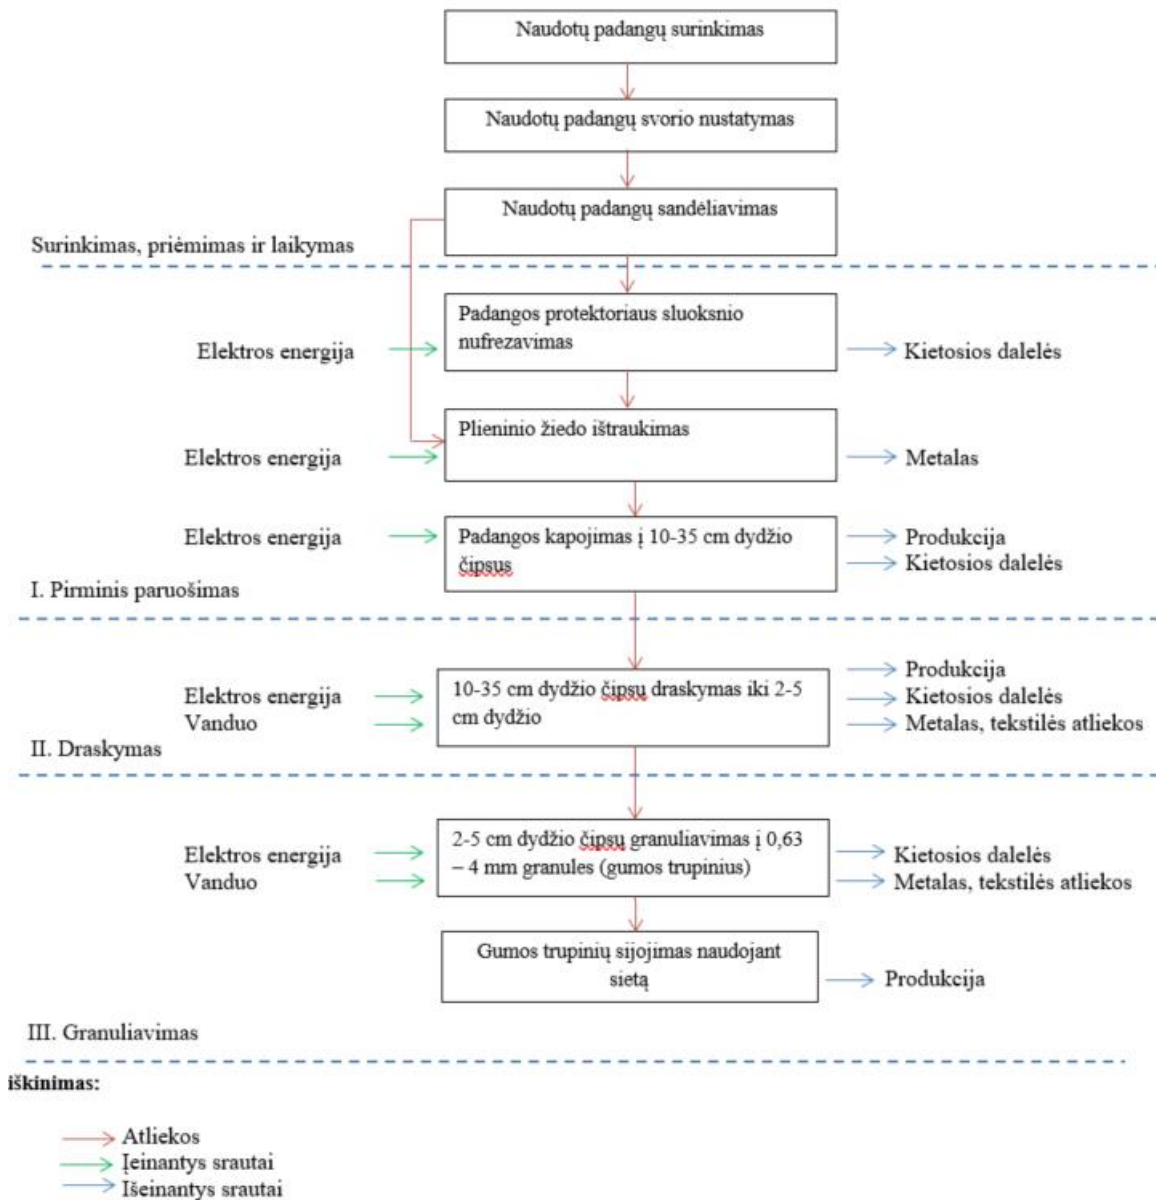 Naudotų padangų surinkimas
Naudotų padangų svorio nustatymas
Naudotų padangų sandėliavimas
Surinkimas, priėmimas ir laikymas
Padangos protektoriaus sluoksnio
nufrezavimas
Elektros energija
Kietosios dalelės
Plieninio žiedo ištraukimas
Elektros energija
Metalas
Elektros energija
Padangos kapojimas į 10-35 cm dydžio
čipsus
Produkcija
Kietosios dalelės
I. Pirminis paruošimas
Elektros energija
Vanduo
10-35 cm dydžio čipsų draskymas iki 2-5
cm dydžio
Produkcija
Kietosios dalelės
Metalas, tekstilės atliekos
II. Draskymas
Elektros energija
Vanduo
2-5 cm dydžio čipsų granuliavimas į 0,63
– 4 mm granules (gumos trupinius)
Kietosios dalelės
Metalas, tekstilės atliekos
Gumos trupinių sijojimas naudojant
sietą
Produkcija
III. Granuliavimas
iškinimas:
Atliekos
Įeinantys srautai
Išeinantys srautai